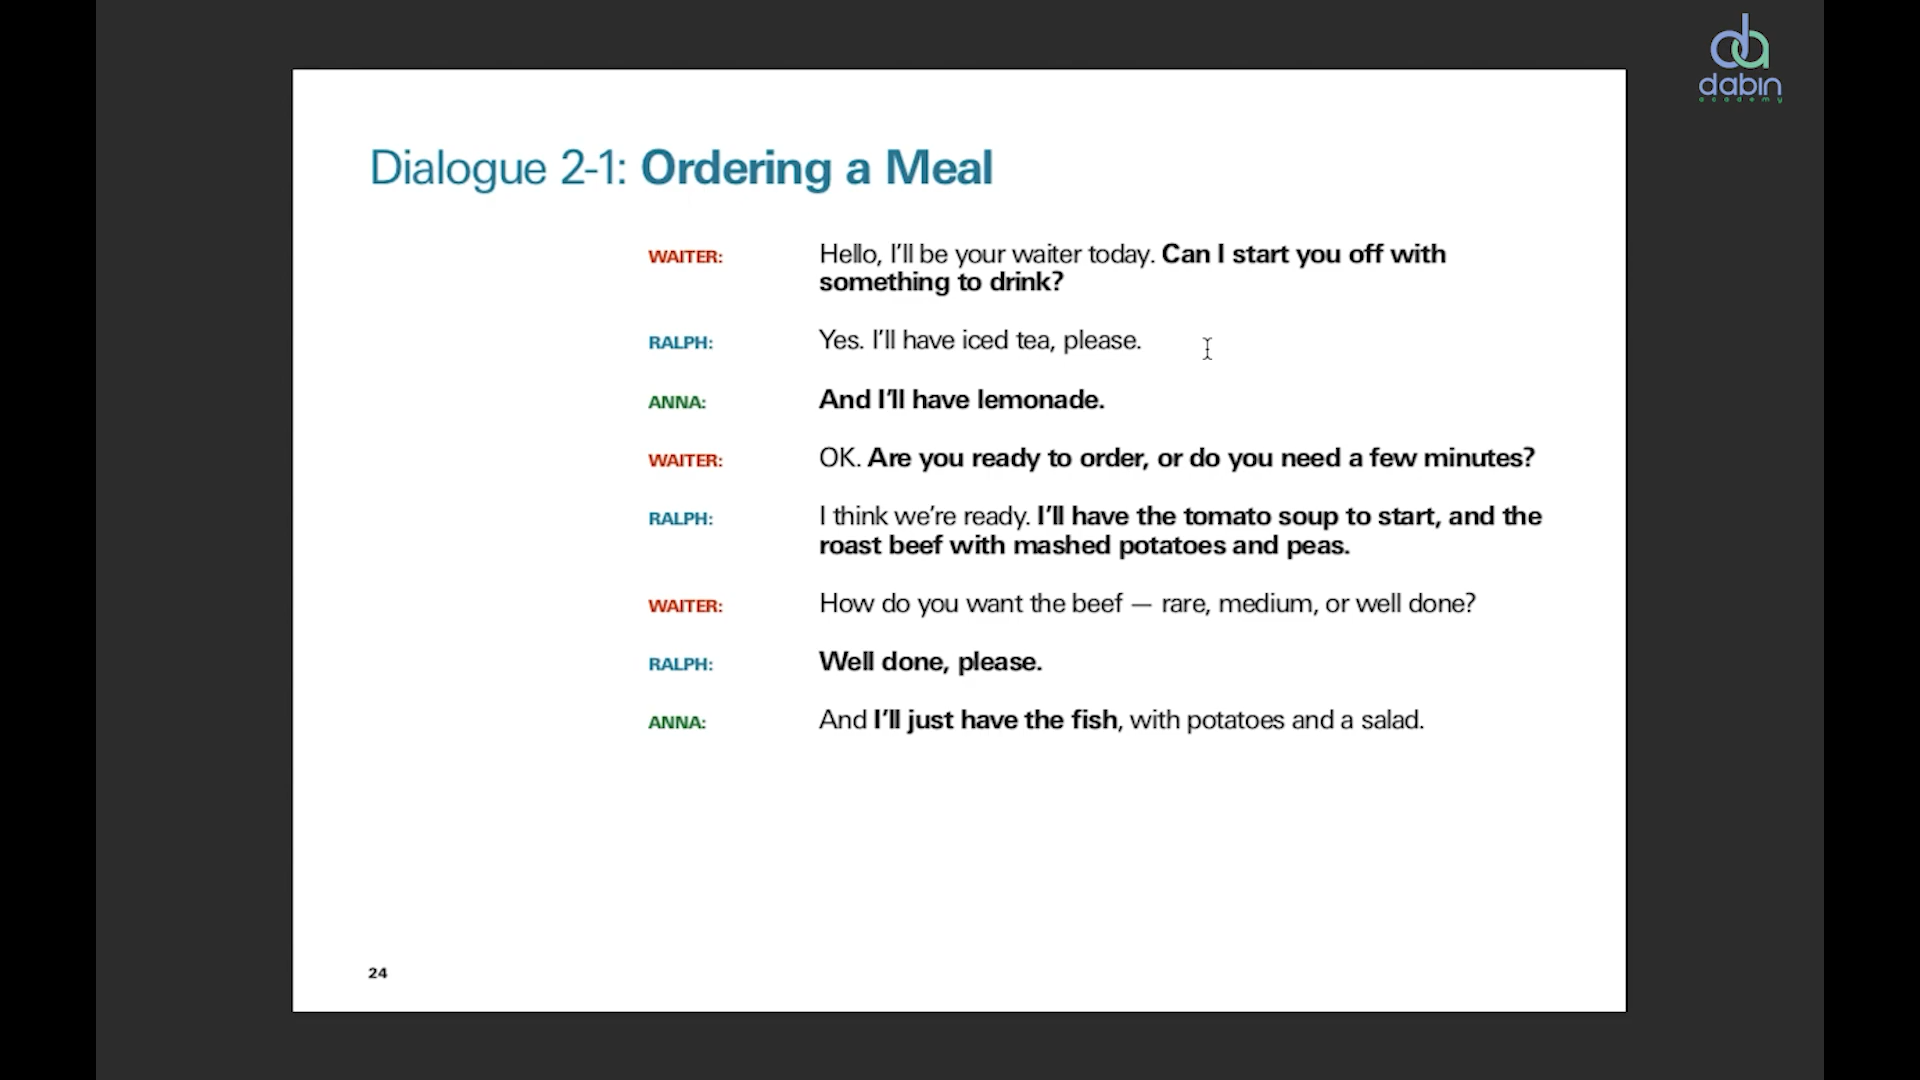 dabin
academy
Dialogue 2-1: Ordering a Meal
WAITER: Hello, I’ll be your waiter today. Can I start you off with
something to drink?
RALPH: Yes. I’ll have iced tea, please.
ANNA: And I’ll have lemonade.
WAITER: OK. Are you ready to order, or do you need a few minutes?
RALPH: I think we’re ready. I’ll have the tomato soup to start, and the
roast beef with mashed potatoes and peas.
WAITER: How do you want the beef — rare, medium, or well done?
RALPH: Well done, please.
ANNA: And I’ll just have the fish, with potatoes and a salad.
24